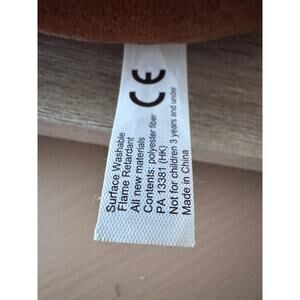 CE
Surface Washable
Flame Retardant
All new materials
Contents: polyester fiber
PA 13381 (HK)
Not for children 3 years and under
Made in China